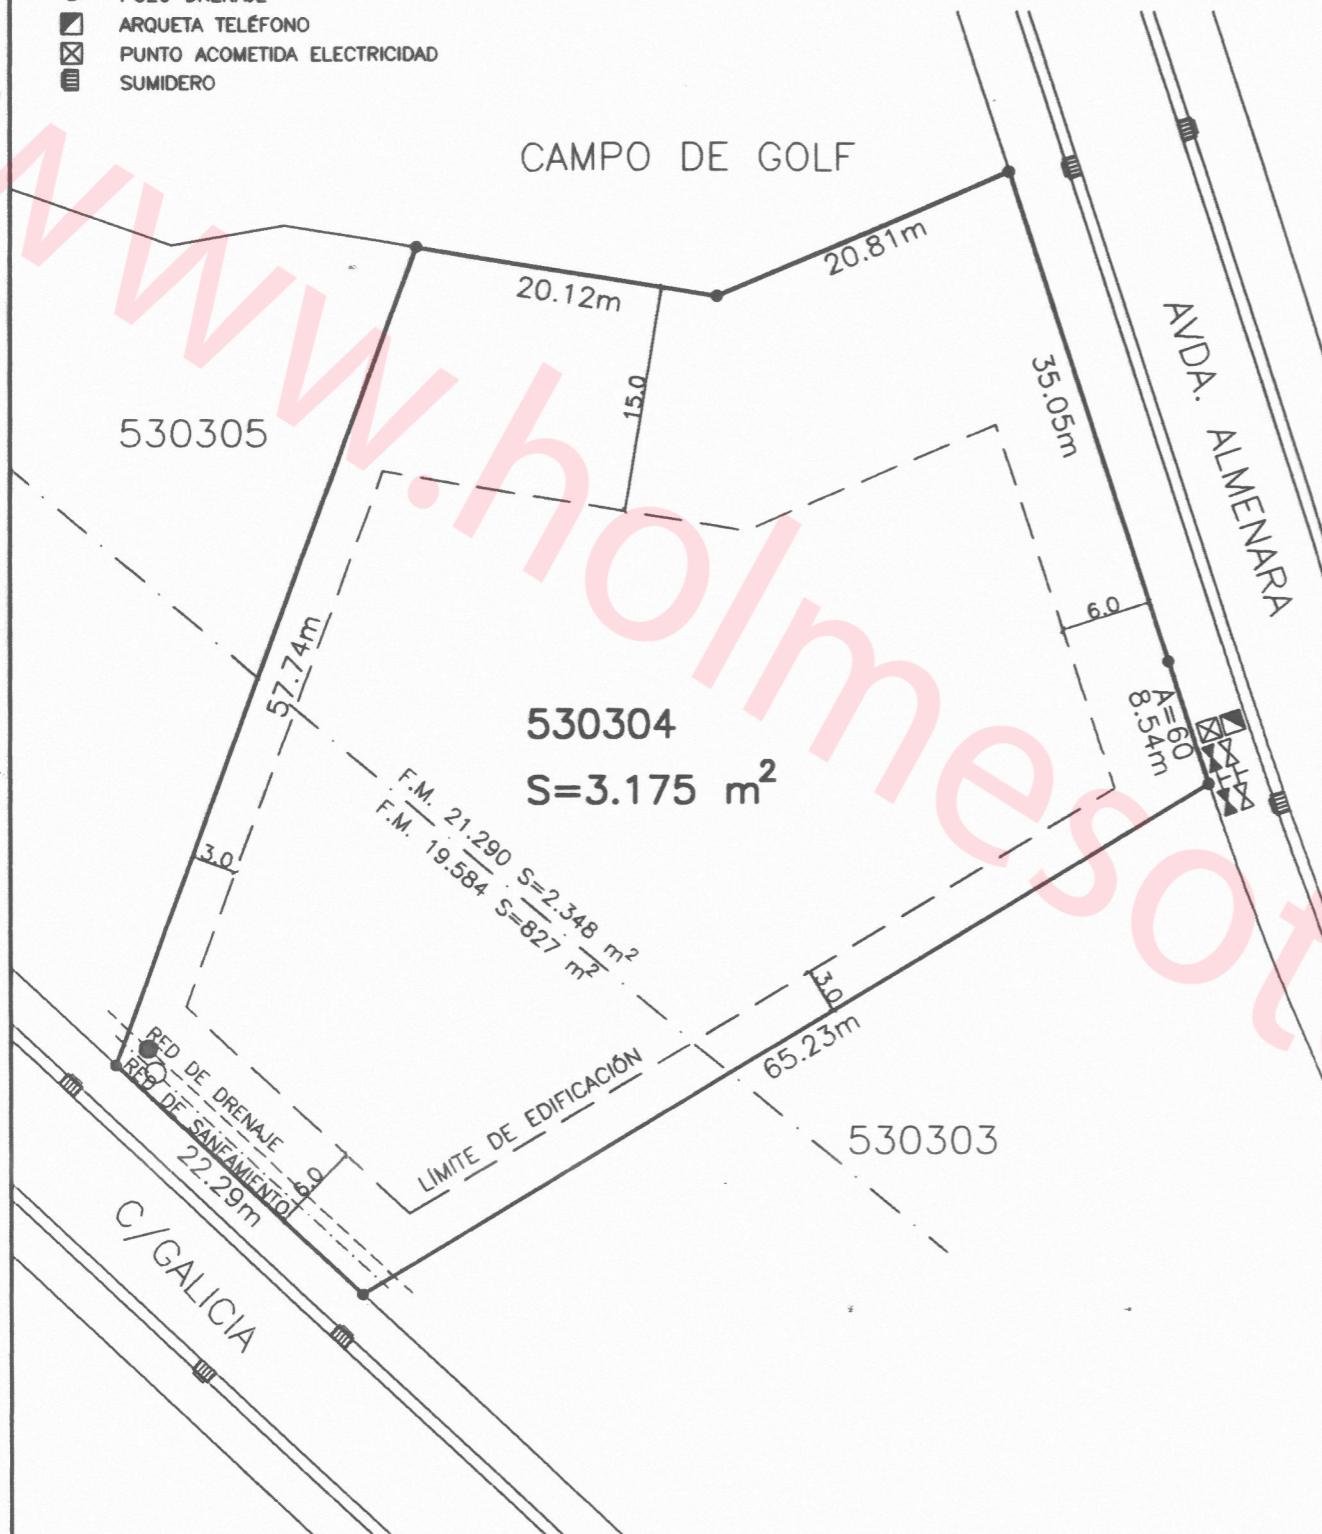 POZO DRENAJE
ARQUETA TELÉFONO
PUNTO ACOMETIDA ELECTRICIDAD
SUMIDERO
CAMPO DE GOLF
20.12m
20.81m
15.0
35.05m
AVDA. ALMENARA
530305
57.74m
6.0
A=60
8.54m
530304
S=3.175 m²
F.M. 21.290 S=2.348 m²
F.M. 19.584 S=827 m²
3.0
3.0
65.23m
LÍMITE DE EDIFICACIÓN
RED DE DRENAJE
RED DE SANEAMIENTO
6.0
22.29m
C/GALICIA
530303
www.holmesot